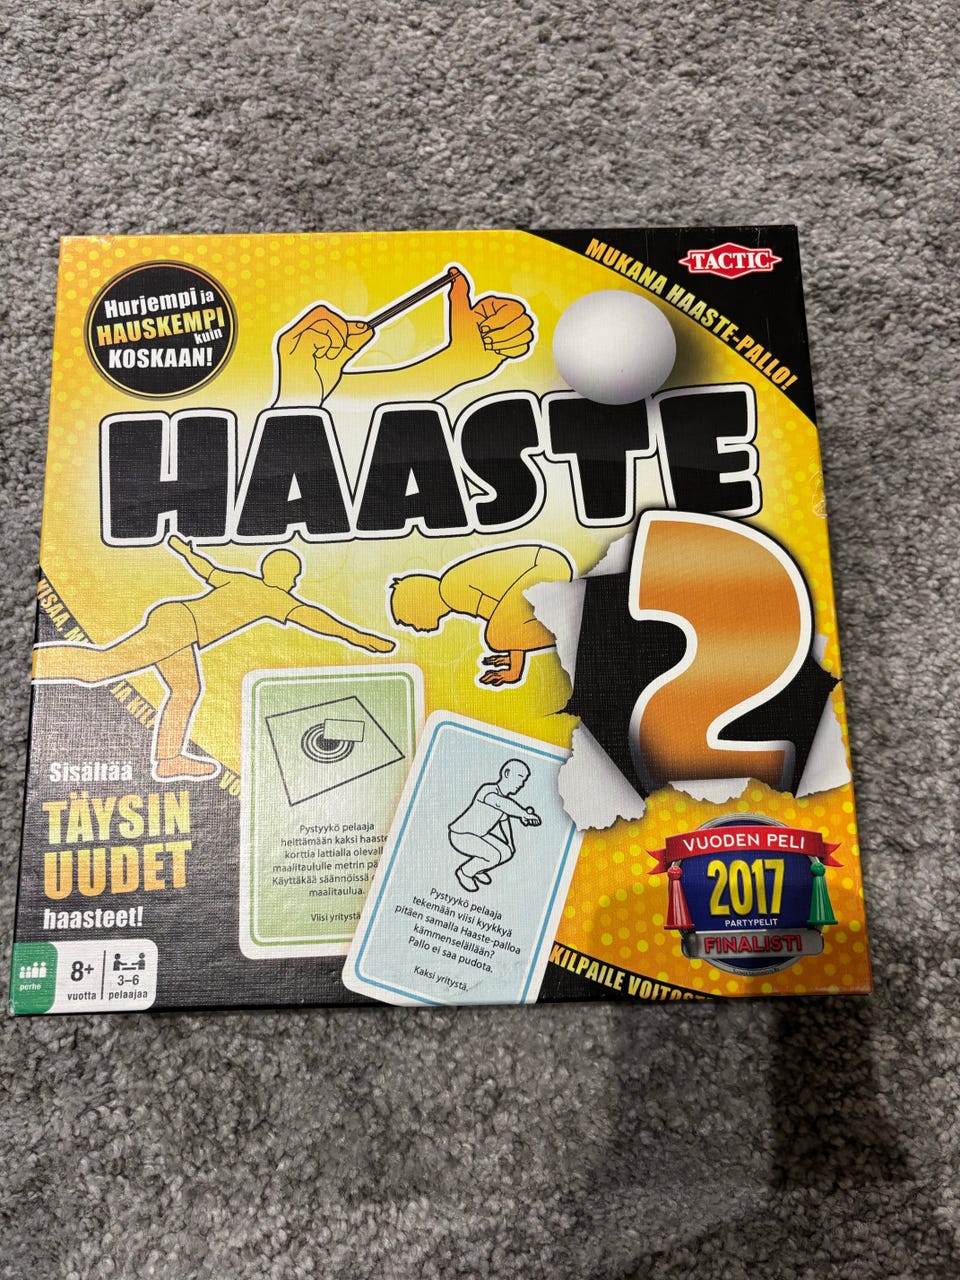 MUKANA HAASTE-PALLO!
TACTIC
Hurjempi ja
HAUSKEMPI
kuin
KOSKAAN!
HAASTE
2
Sisältää
TÄYSIN
UUDET
haasteet!
Pystyykö pelaaja
heittämään kaksi haaste
korttia lattialla
maalitaululle metrin
Käyttäkää säännöissä
maalitaulua.
Viisi yritystä
Pystyykö pelaaja
tekemään viisi kyykkyä
pitäen samalla Haaste-palloa
kämmenselällään?
Pallo ei saa pudota.
Kaksi yritystä.
VUODEN PELI
2017
PARTYPELIT
FINALISTI
KILPAILE
perhe
8+
vuotta
3–6
pelaajaa